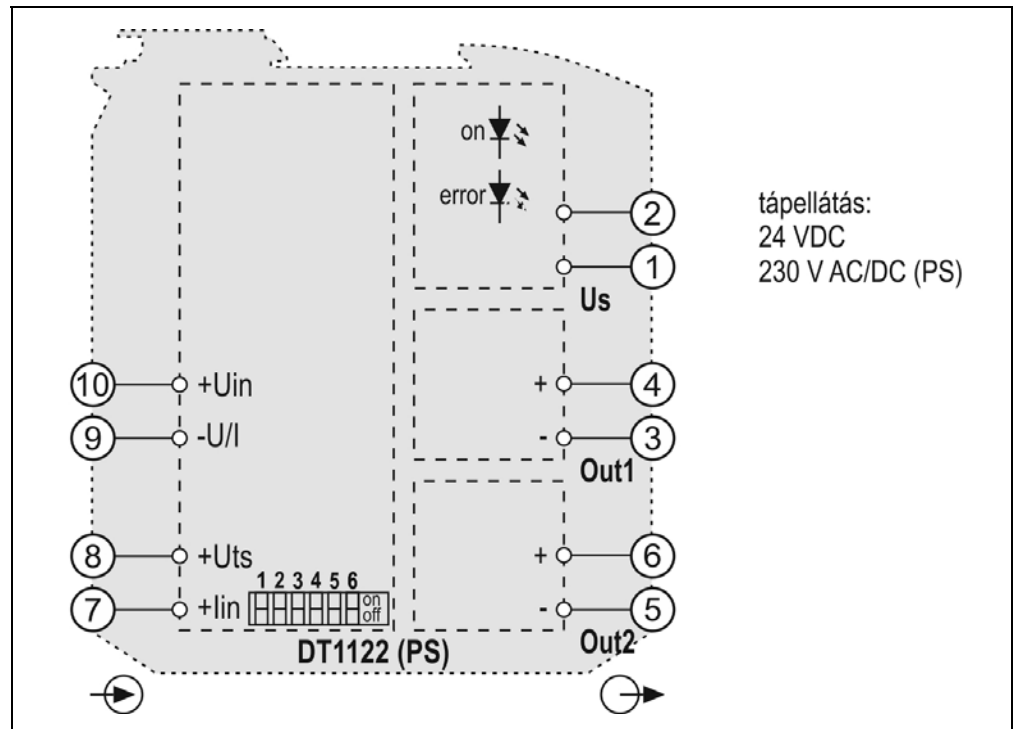 on
error
2
1
Us
tápellátás:
24 VDC
230 V AC/DC (PS)
10 +Uin
9 -U/I
+ 4
- 3
Out1
8 +Uts
7 +Iin
1 2 3 4 5 6
on
off
+ 6
- 5
Out2
DT1122 (PS)